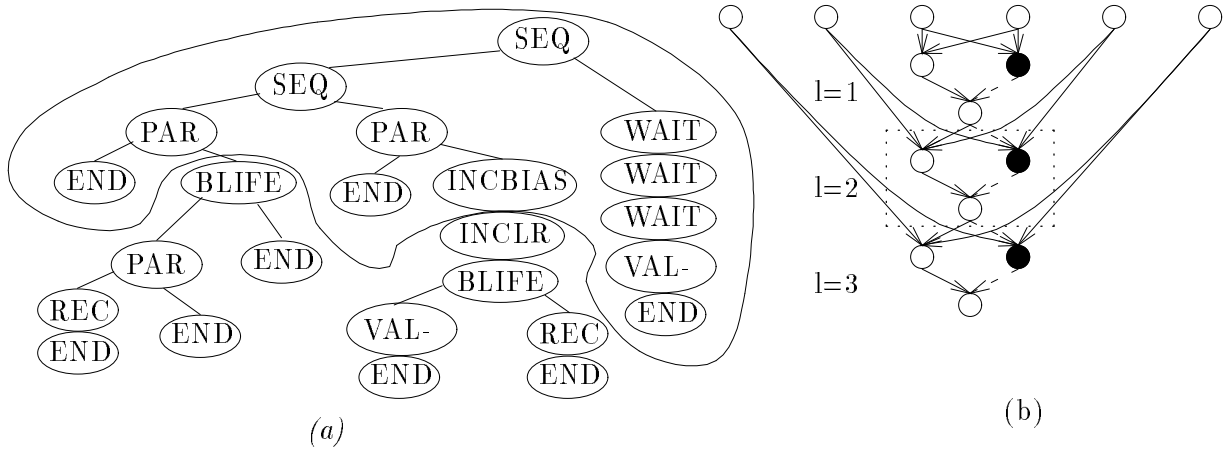 SEQ
SEQ
PAR
PAR
WAIT
END
BLIFE
END
INCBIAS
WAIT
WAIT
INCLR
PAR
END
BLIFE
VAL-
REC
END
END
VAL-
REC
END
END
END
(a)
l=1
l=2
l=3
(b)